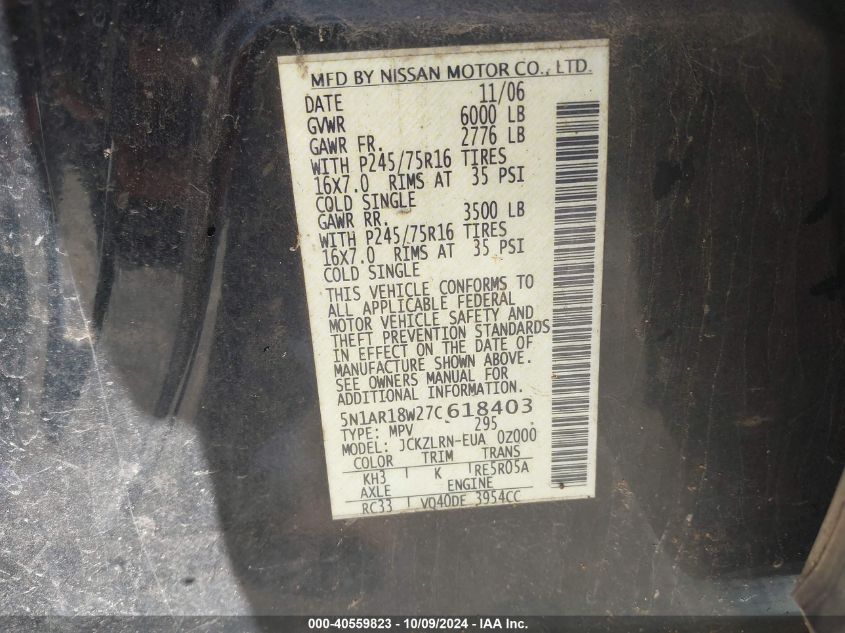 MFD BY NISSAN MOTOR CO., LTD.
DATE 11/06
GVWR 6000 LB
GAWR FR. 2776 LB
WITH P245/75R16 TIRES
16X7.0 RIMS AT 35 PSI
COLD SINGLE
GAWR RR. 3500 LB
WITH P245/75R16 TIRES
16X7.0 RIMS AT 35 PSI
COLD SINGLE
THIS VEHICLE CONFORMS TO
ALL APPLICABLE FEDERAL
MOTOR VEHICLE SAFETY AND
THEFT PREVENTION STANDARDS
IN EFFECT ON THE DATE OF
MANUFACTURE SHOWN ABOVE.
SEE OWNERS MANUAL FOR
ADDITIONAL INFORMATION.
5N1AR18W27C618403
TYPE: MPV 295
MODEL: JCKZLRN-EUA 0Z000
COLOR TRIM TRANS
KH3 K RE5R05A
AXLE ENGINE
RC33 VQ40DE 3954CC
000-40559823 - 10/09/2024 - IAA Inc.